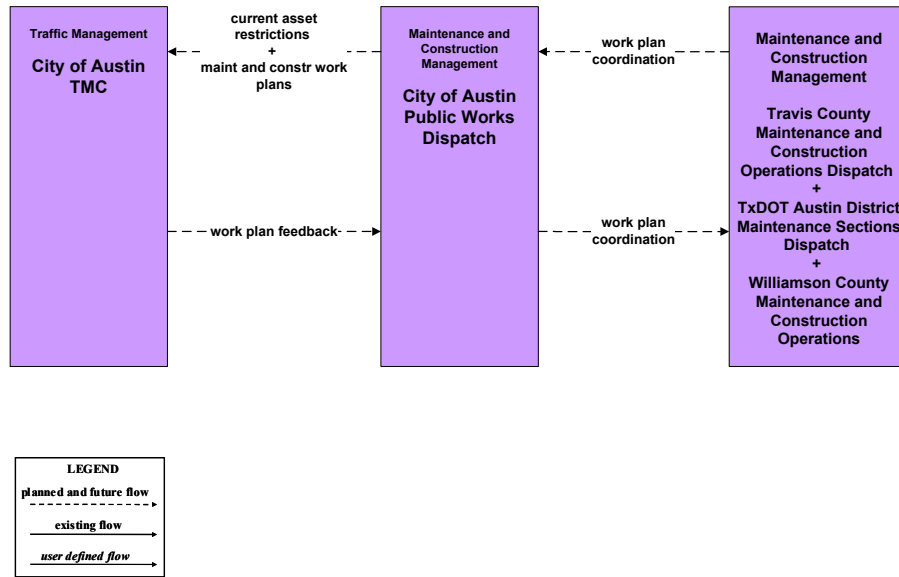 Traffic Management
City of Austin
TMC
current asset
restrictions
+
maint and constr work
plans
work plan feedback
Maintenance and
Construction
Management
City of Austin
Public Works
Dispatch
work plan
coordination
work plan
coordination
Maintenance and
Construction
Management
Travis County
Maintenance and
Construction
Operations Dispatch
+
TxDOT Austin District
Maintenance Sections
Dispatch
+
Williamson County
Maintenance and
Construction
Operations
LEGEND
planned and future flow
existing flow
user defined flow